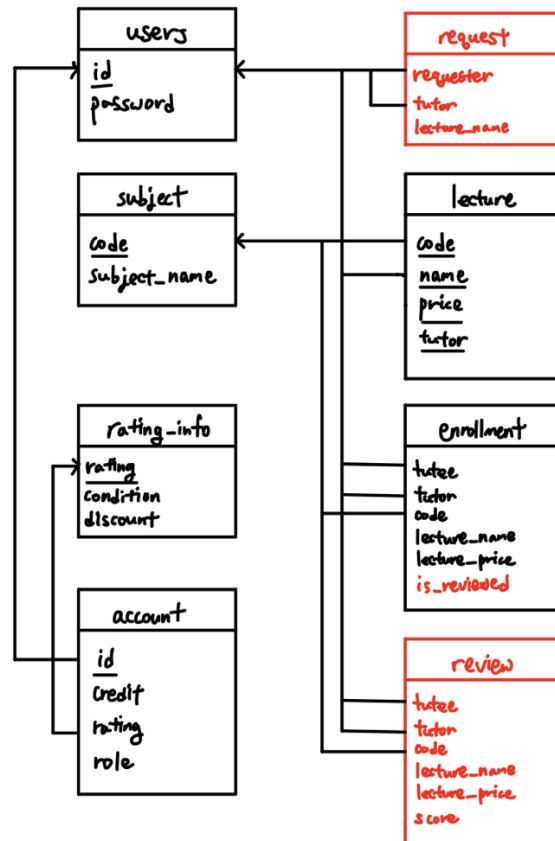 users
id
password
request
requester
tutor
lecture_name
subject
code
subject_name
lecture
code
name
price
tutor
rating_info
rating
condition
discount
enrollment
tutee
tutor
code
lecture_name
lecture_price
is_reviewed
account
id
credit
rating
role
review
tutee
tutor
code
lecture_name
lecture_price
score